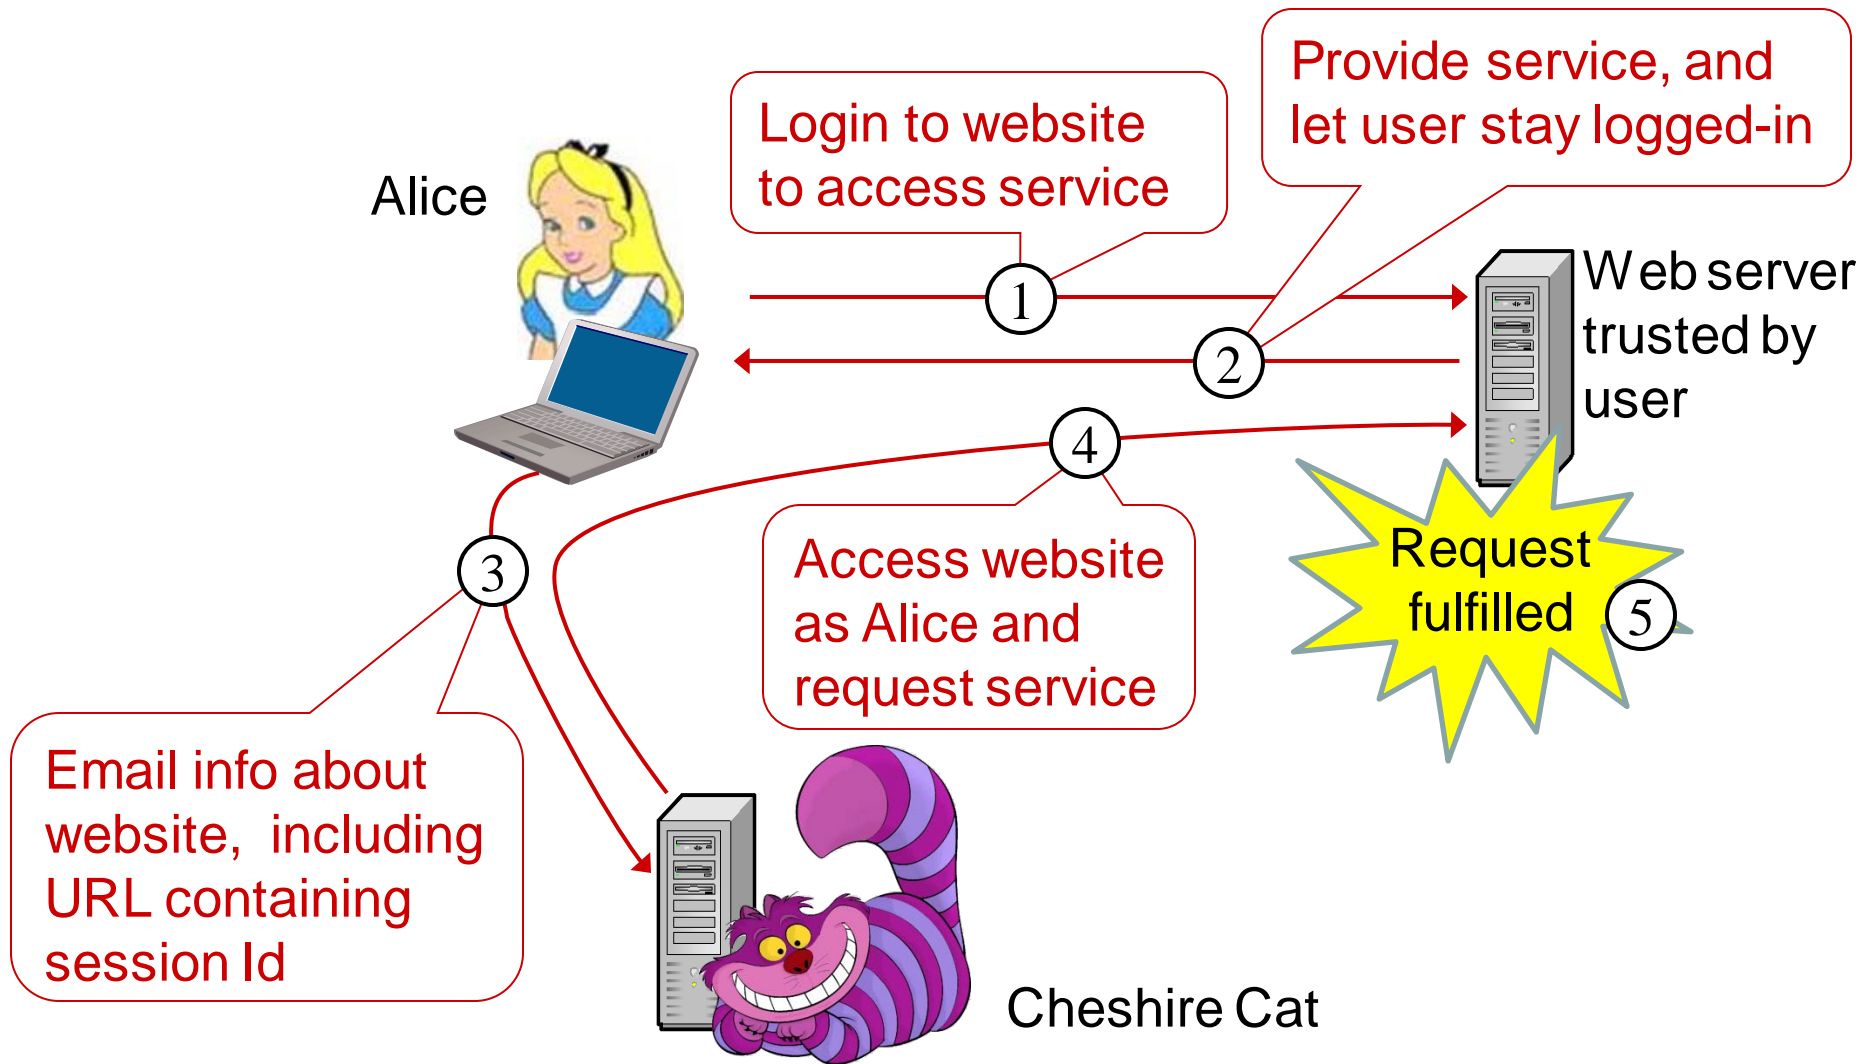 Alice
Login to website
to access service
Provide service, and
let user stay logged-in
1
2
Web server
trusted by
user
4
3
Access website
as Alice and
request service
Request
fulfilled
5
Email info about
website, including
URL containing
session Id
Cheshire Cat